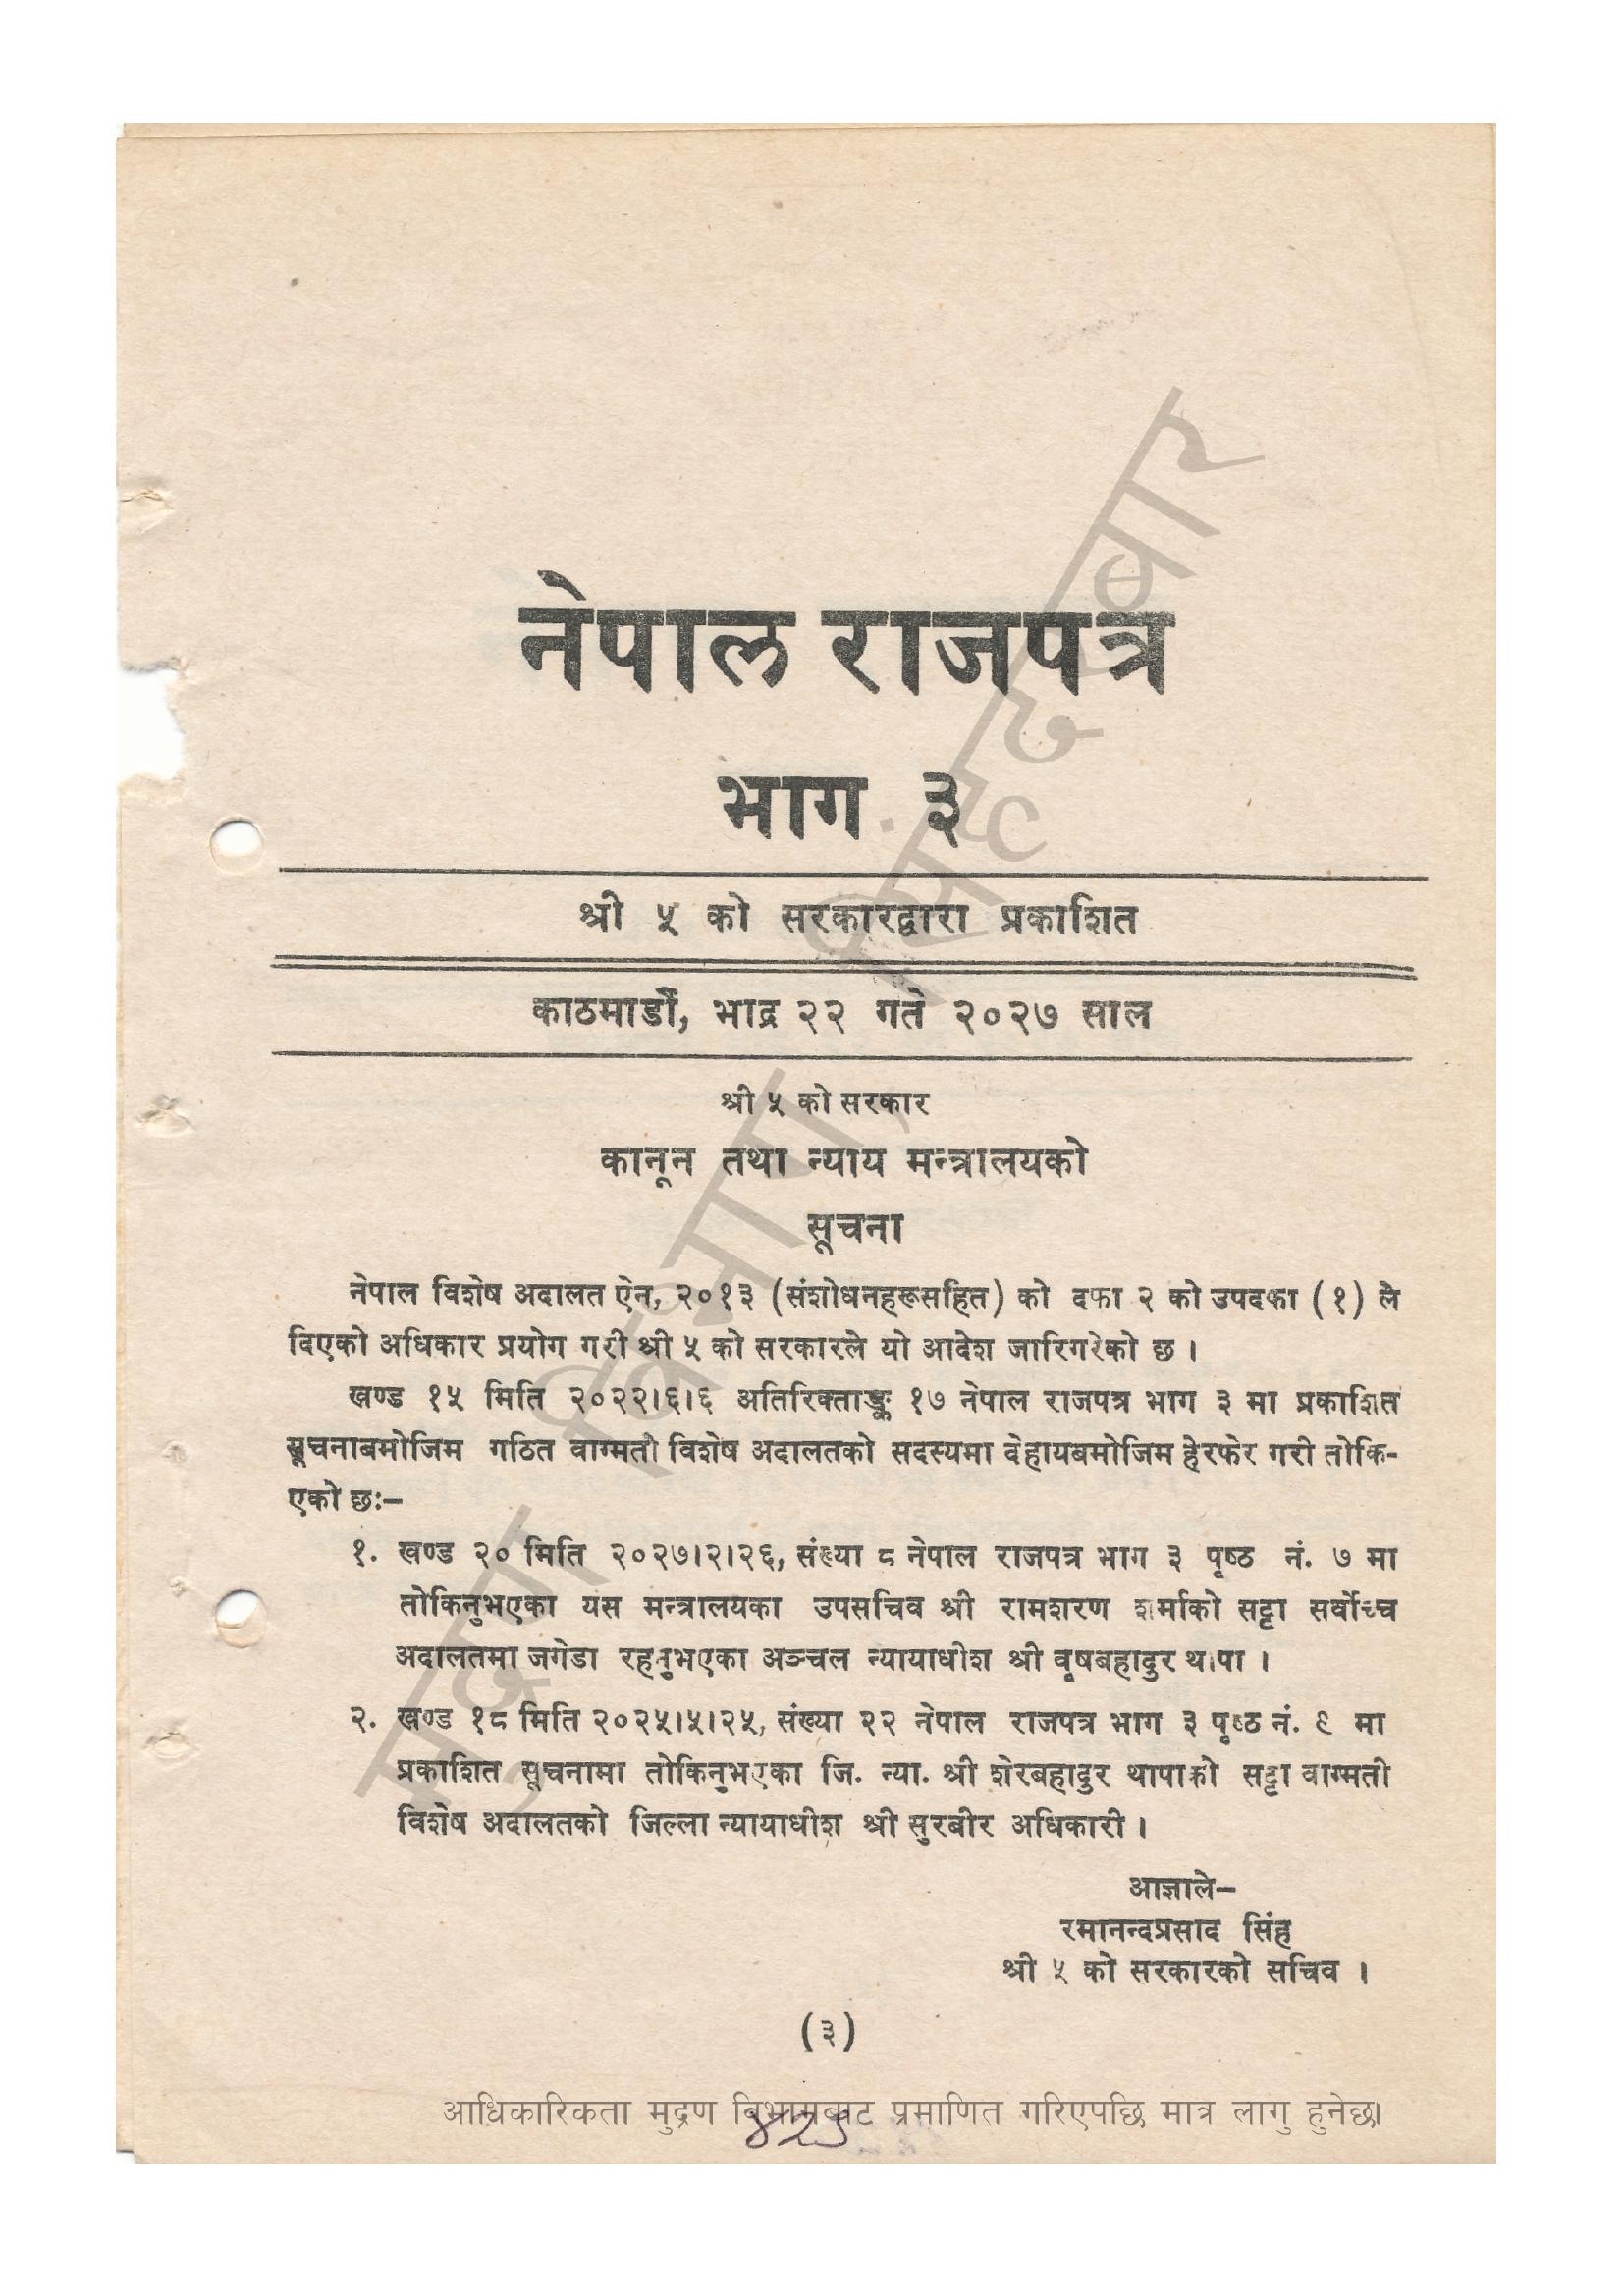 नेपाल राजपत्र
भाग ३
श्री ५ को सरकारद्वारा प्रकाशित
काठमाडौं, भाद्र २२ गते २०२७ साल
श्री ५ को सरकार
कानून तथा न्याय मन्त्रालयको
सूचना
नेपाल विशेष अदालत ऐन, २०१३ (संशोधनहरूसहित) को दफा २ को उपदफा (१) ले
दिएको अधिकार प्रयोग गरी श्री ५ को सरकारले यो आदेश जारिगरेको छ ।
खण्ड १५ मिति २०२२।६।६ अतिरिक्ताङ्क १७ नेपाल राजपत्र भाग ३ मा प्रकाशित
सूचनाबमोजिम गठित वाग्मती विशेष अदालतको सदस्यमा देहायबमोजिम हेरफेर गरी तोकि-
एको छः–
१. खण्ड २० मिति २०२७।२।२६, संख्या ८ नेपाल राजपत्र भाग ३ पृष्ठ नं. ७ मा
तोकिनुभएका यस मन्त्रालयका उपसचिव श्री रामशरण शर्माको सट्टा सर्वोच्च
अदालतमा जगेडा रहनुभएका अञ्चल न्यायाधीश श्री वृषबहादुर थापा ।
२. खण्ड १८ मिति २०२५।५।२५, संख्या २२ नेपाल राजपत्र भाग ३ पृष्ठ नं. ९ मा
प्रकाशित सूचनामा तोकिनुभएका जि. न्या. श्री शेरबहादुर थापाको सट्टा वाग्मती
विशेष अदालतको जिल्ला न्यायाधीश श्री सुरबीर अधिकारी ।
आज्ञाले–
रमानन्दप्रसाद सिंह
श्री ५ को सरकारको सचिव ।
(३)
आधिकारिकता मुद्रण विभागबाट प्रमाणित गरिएपछि मात्र लागु हुनेछ।
मुद्रण विभाग, सिंहदरबार